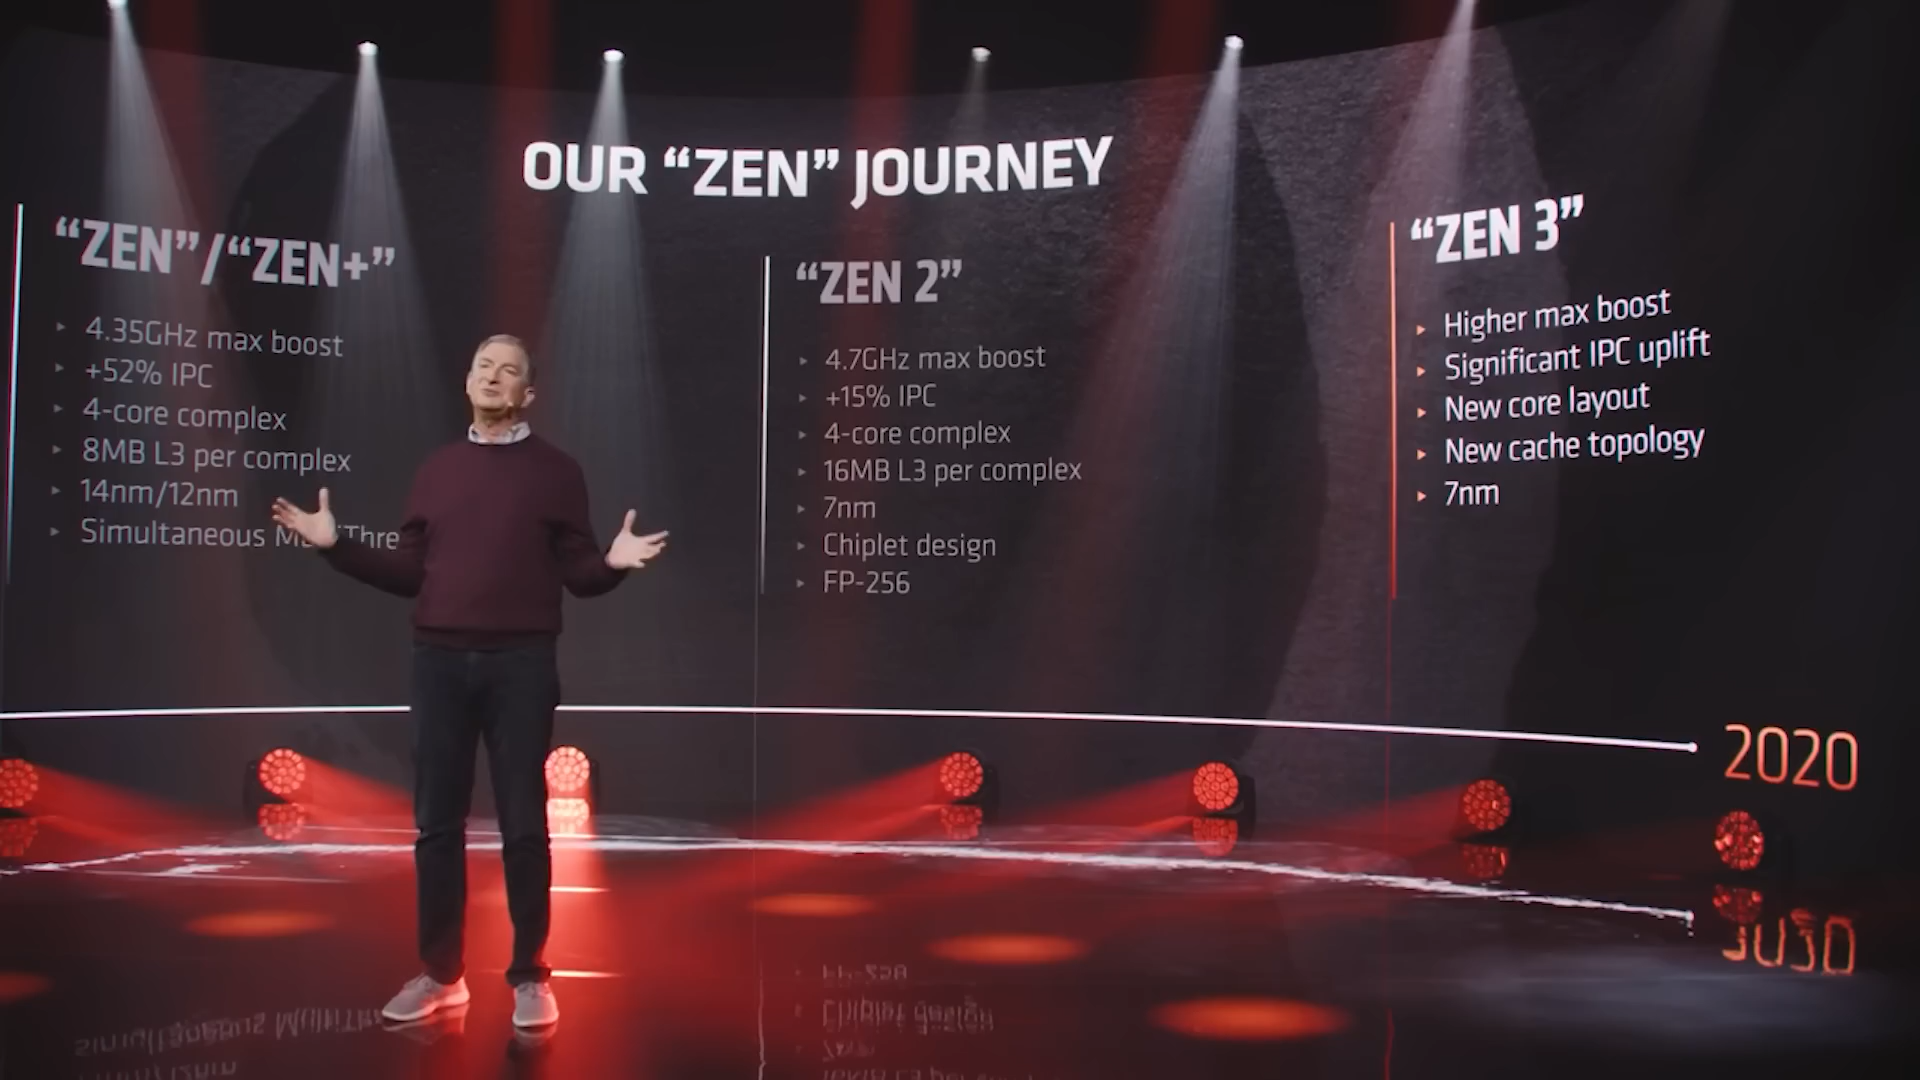 OUR “ZEN” JOURNEY
“ZEN”/“ZEN+”
4.35GHz max boost
+52% IPC
4-core complex
8MB L3 per complex
14nm/12nm
Simultaneous
“ZEN 2”
4.7GHz max boost
+15% IPC
4-core complex
16MB L3 per complex
7nm
Chiplet design
FP-256
“ZEN 3”
Higher max boost
Significant IPC uplift
New core layout
New cache topology
7nm
2020